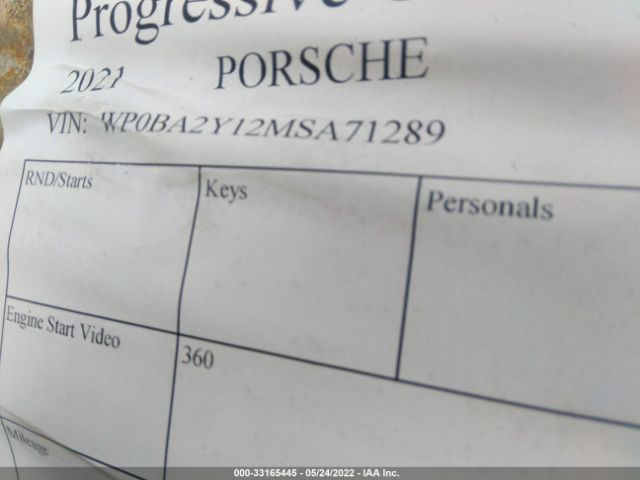 Progressive
2021 PORSCHE
VIN: WP0BA2Y12MSA71289
RND/Starts Keys Personals
Engine Start Video 360
Mileage
000-33165445 - 05/24/2022 - IAA Inc.